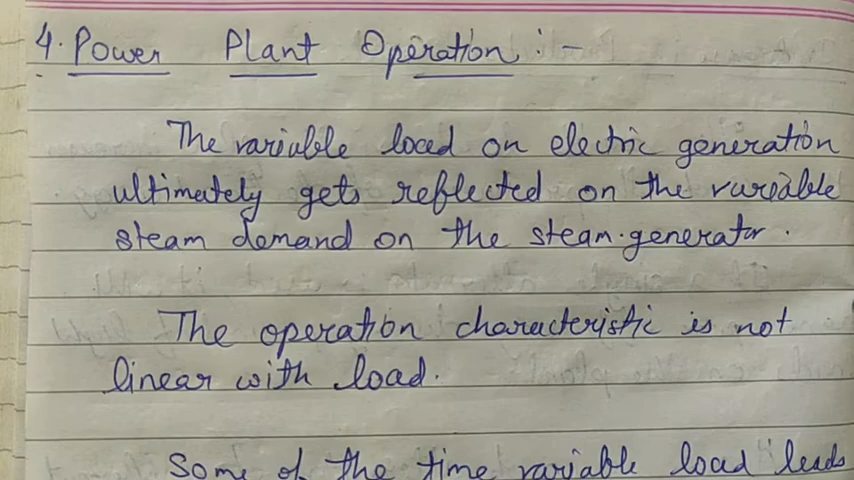 4. Power Plant Operation :-
The variable load on electric generation
ultimately gets reflected on the variable
steam demand on the steam.generator.
The operation characteristic is not
linear with load.
Some of the time variable load leads